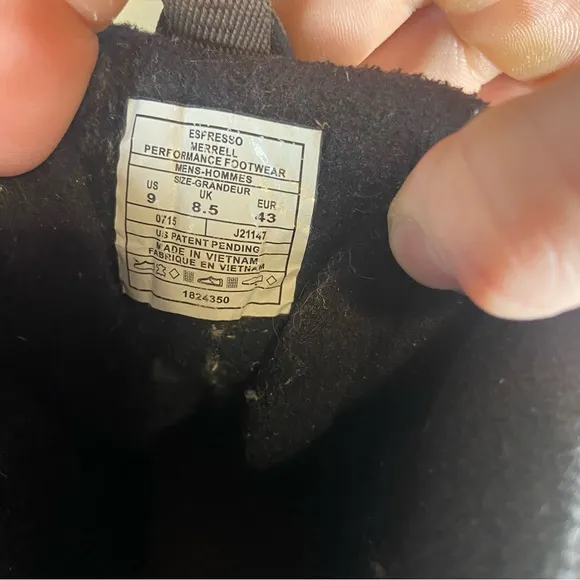 ESPRESSO
MERRELL
PERFORMANCE FOOTWEAR
MENS-HOMMES
SIZE-GRANDEUR
US UK EUR
9 8.5 43
0715 J21147
US PATENT PENDING
MADE IN VIETNAM
FABRIQUE EN VIETNAM
1824350